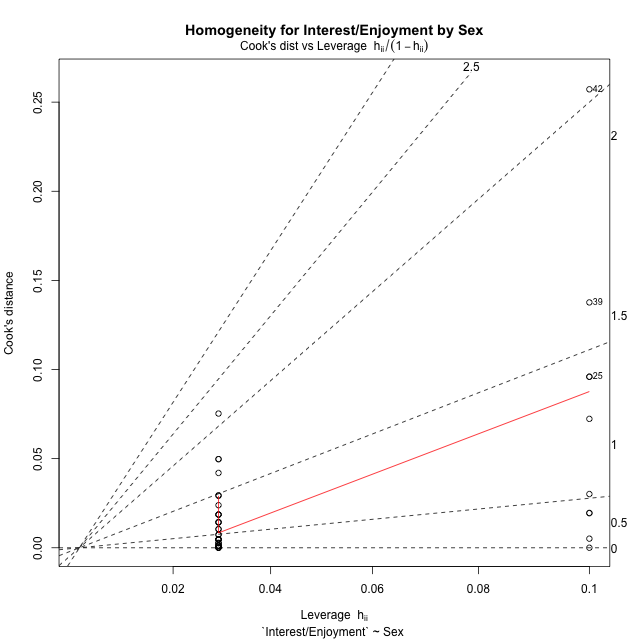 Homogeneity for Interest/Enjoyment by Sex
Cook's dist vs Leverage hii/(1 − hii)
2.5
42
2
39
1.5
25
1
0.5
0
Cook's distance
0.25
0.20
0.15
0.10
0.05
0.00
0.02 0.04 0.06 0.08 0.1
Leverage hii
`Interest/Enjoyment` ~ Sex